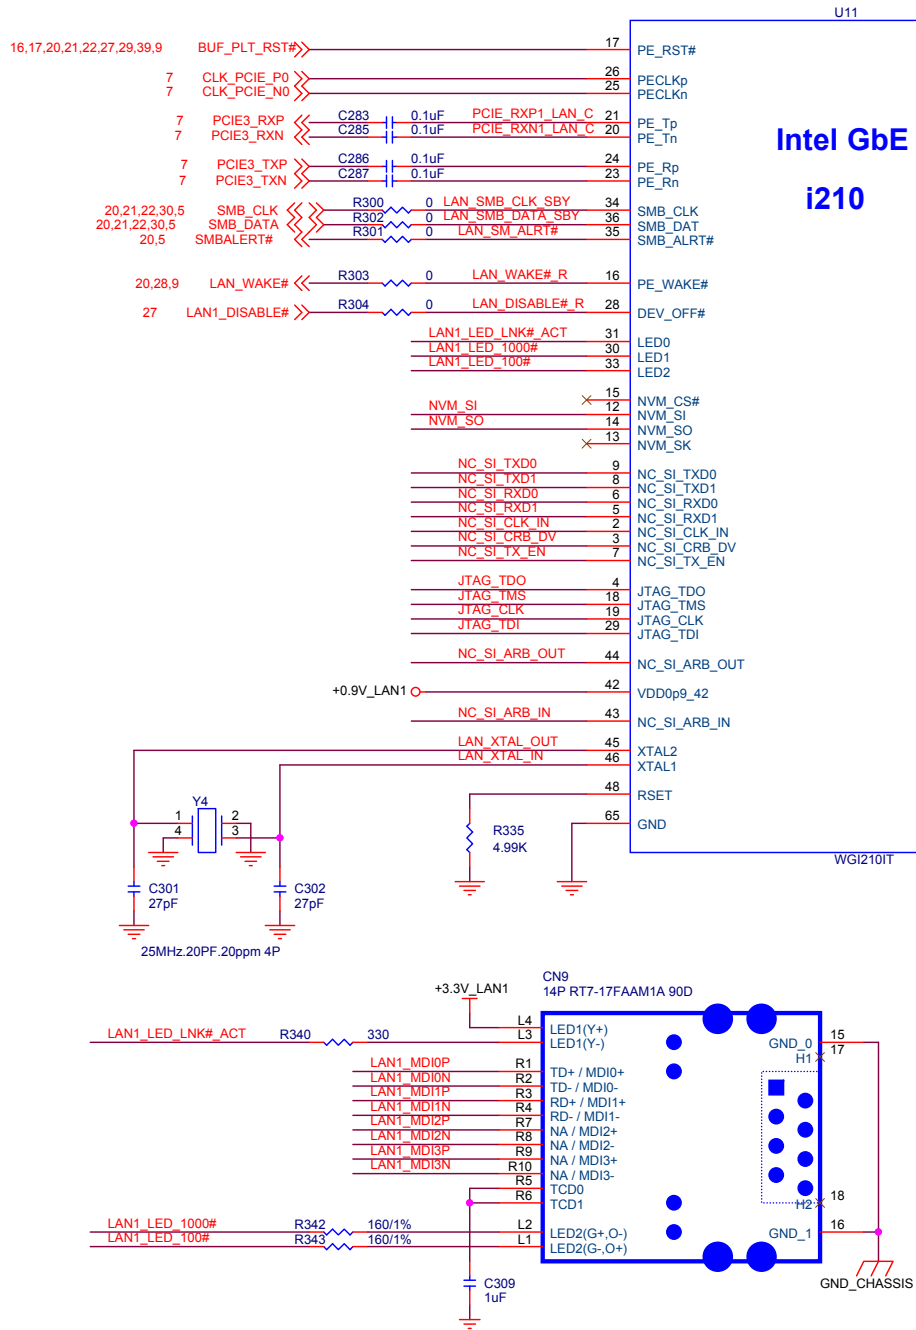 U11
16,17,20,21,22,27,29,39,9 BUF_PLT_RST# 17 PE_RST#
7 CLK_PCIE_P0 26 PECLKp
7 CLK_PCIE_N0 25 PECLKn
7 PCIE3_RXP C283 0.1uF PCIE_RXP1_LAN_C 21 PE_Tp
7 PCIE3_RXN C285 0.1uF PCIE_RXN1_LAN_C 20 PE_Tn
Intel GbE
7 PCIE3_TXP C286 0.1uF 24 PE_Rp
7 PCIE3_TXN C287 0.1uF 23 PE_Rn
i210
20,21,22,30,5 SMB_CLK R300 0 LAN_SMB_CLK_SBY 34 SMB_CLK
20,21,22,30,5 SMB_DATA R302 0 LAN_SMB_DATA_SBY 36 SMB_DAT
20,5 SMBALERT# R301 0 LAN_SM_ALRT# 35 SMB_ALRT#
20,28,9 LAN_WAKE# R303 0 LAN_WAKE#_R 16 PE_WAKE#
27 LAN1_DISABLE# R304 0 LAN_DISABLE#_R 28 DEV_OFF#
LAN1_LED_LNK#_ACT 31 LED0
LAN1_LED_1000# 30 LED1
LAN1_LED_100# 33 LED2
15 NVM_CS#
NVM_SI 12 NVM_SI
NVM_SO 14 NVM_SO
13 NVM_SK
NC_SI_TXD0 9 NC_SI_TXD0
NC_SI_TXD1 8 NC_SI_TXD1
NC_SI_RXD0 6 NC_SI_RXD0
NC_SI_RXD1 5 NC_SI_RXD1
NC_SI_CLK_IN 2 NC_SI_CLK_IN
NC_SI_CRB_DV 3 NC_SI_CRB_DV
NC_SI_TX_EN 7 NC_SI_TX_EN
JTAG_TDO 4 JTAG_TDO
JTAG_TMS 18 JTAG_TMS
JTAG_CLK 19 JTAG_CLK
JTAG_TDI 29 JTAG_TDI
NC_SI_ARB_OUT 44 NC_SI_ARB_OUT
+0.9V_LAN1 42 VDD0p9_42
NC_SI_ARB_IN 43 NC_SI_ARB_IN
LAN_XTAL_OUT 45 XTAL2
LAN_XTAL_IN 46 XTAL1
48 RSET
Y4
1 2
4 3
65 GND
R335
4.99K
WGI210IT
C301
27pF
C302
27pF
25MHz.20PF.20ppm 4P
CN9
14P RT7-17FAAM1A 90D
+3.3V_LAN1
L4 LED1(Y+)
LAN1_LED_LNK#_ACT R340 330 L3 LED1(Y-)
GND_0 15
H1 17
LAN1_MDI0P R1 TD+ / MDI0+
LAN1_MDI0N R2 TD- / MDI0-
LAN1_MDI1P R3 RD+ / MDI1+
LAN1_MDI1N R4 RD- / MDI1-
LAN1_MDI2P R7 NA / MDI2+
LAN1_MDI2N R8 NA / MDI2-
LAN1_MDI3P R9 NA / MDI3+
LAN1_MDI3N R10 NA / MDI3-
R5 TCD0
R6 TCD1
H2 18
LAN1_LED_1000# R342 160/1% L2 LED2(G+,O-)
LAN1_LED_100# R343 160/1% L1 LED2(G-,O+)
GND_1 16
C309
1uF
GND_CHASSIS